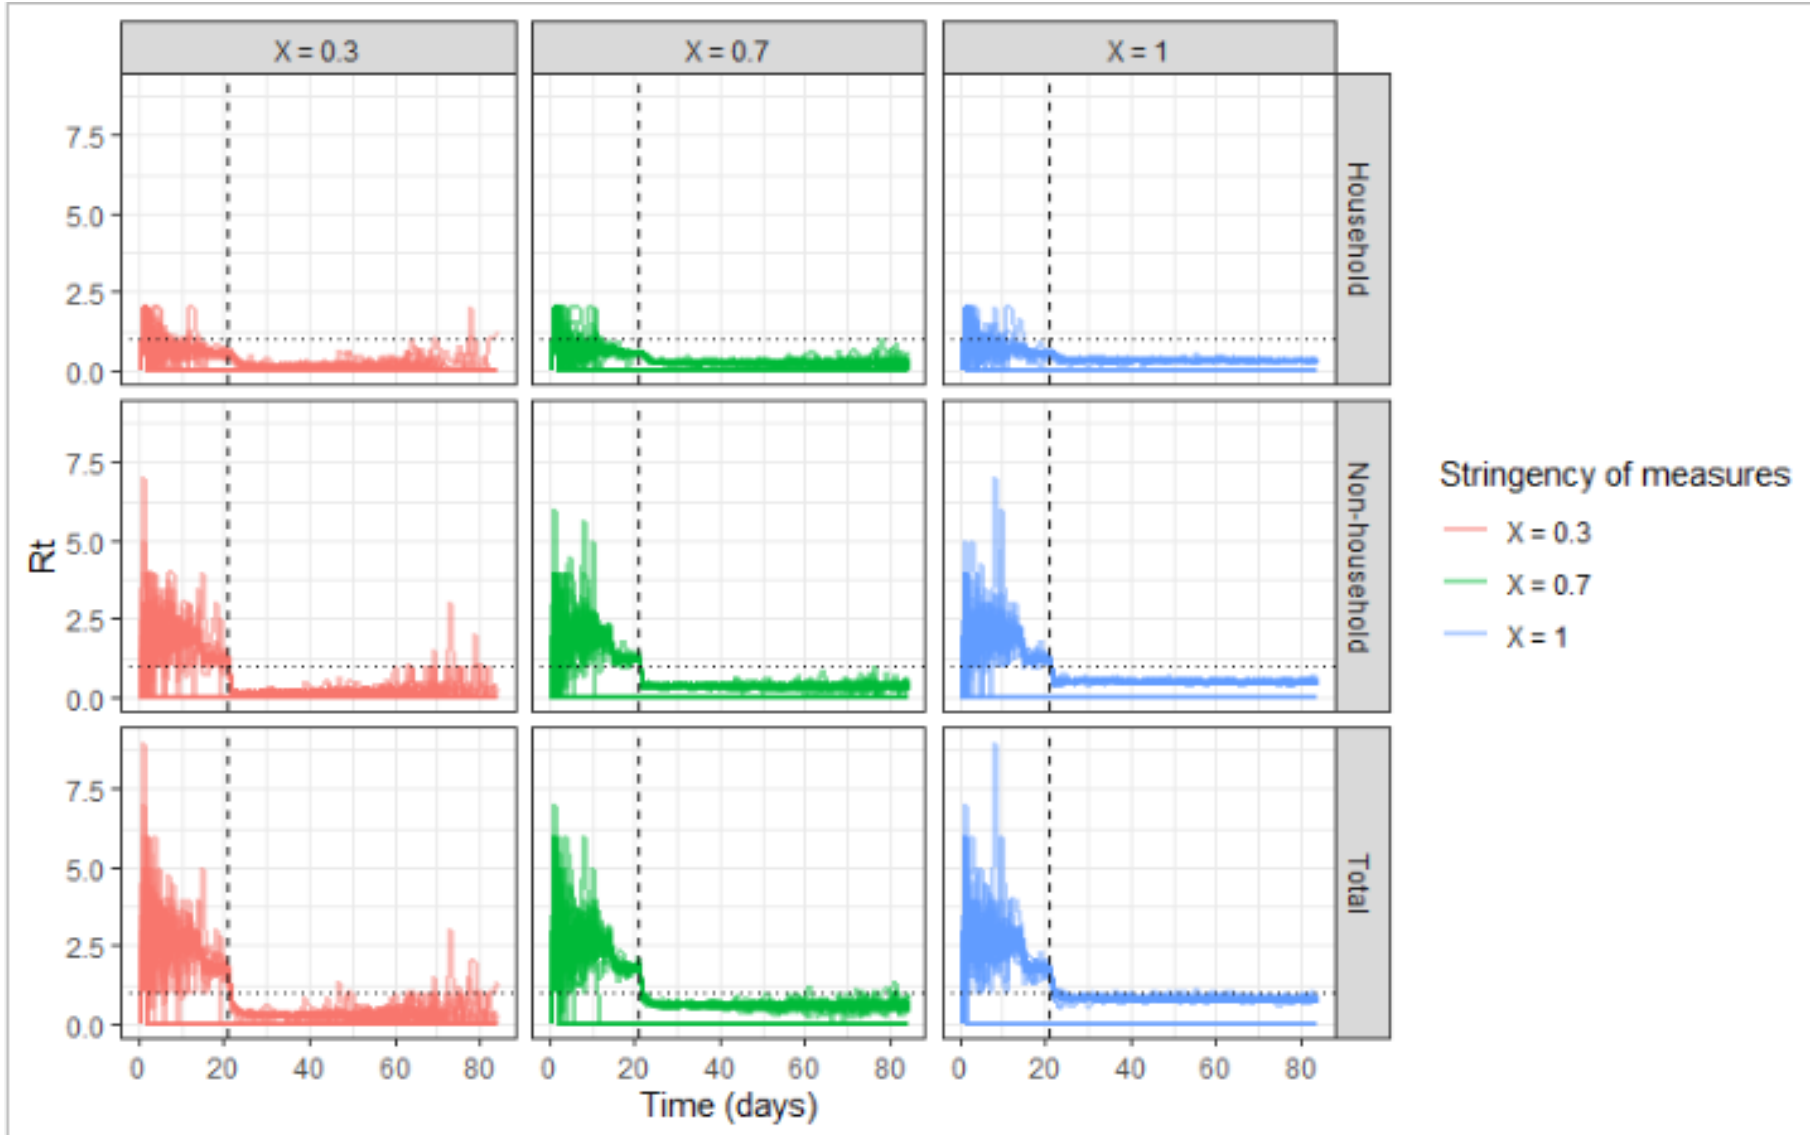 X = 0.3
X = 0.7
X = 1
7.5
5.0
2.5
0.0
Household
7.5
5.0
2.5
0.0
Non-household
7.5
5.0
2.5
0.0
Total
Rt
0 20 40 60 80
0 20 40 60 80
0 20 40 60 80
Time (days)
Stringency of measures
X = 0.3
X = 0.7
X = 1